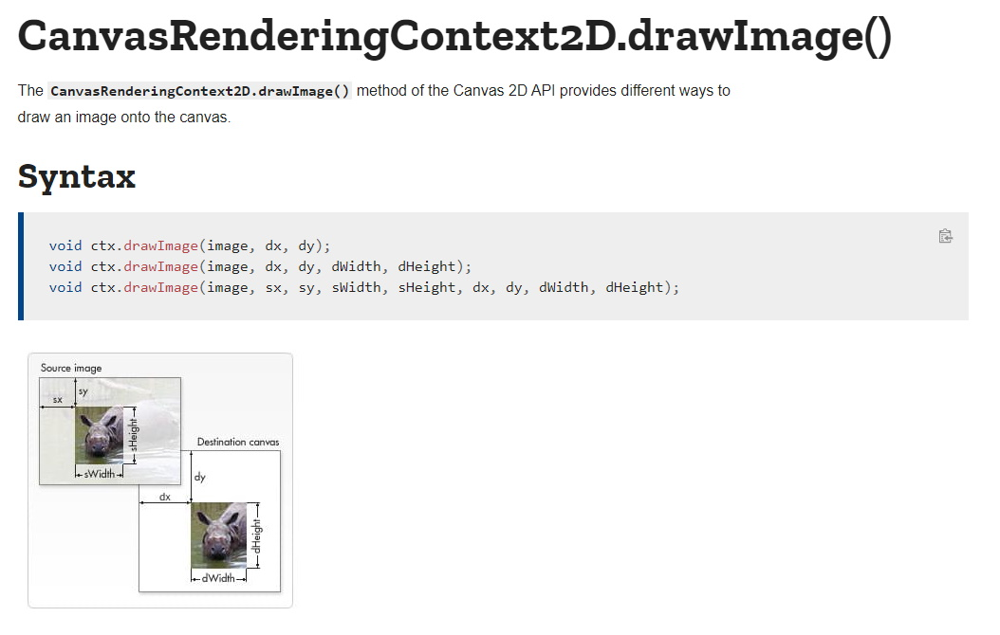 CanvasRenderingContext2D.drawImage()
The CanvasRenderingContext2D.drawImage() method of the Canvas 2D API provides different ways to
draw an image onto the canvas.
Syntax
void ctx.drawImage(image, dx, dy);
void ctx.drawImage(image, dx, dy, dWidth, dHeight);
void ctx.drawImage(image, sx, sy, sWidth, sHeight, dx, dy, dWidth, dHeight);
Source image
sy
sx
sHeight
sWidth
Destination canvas
dy
dx
dHeight
dWidth